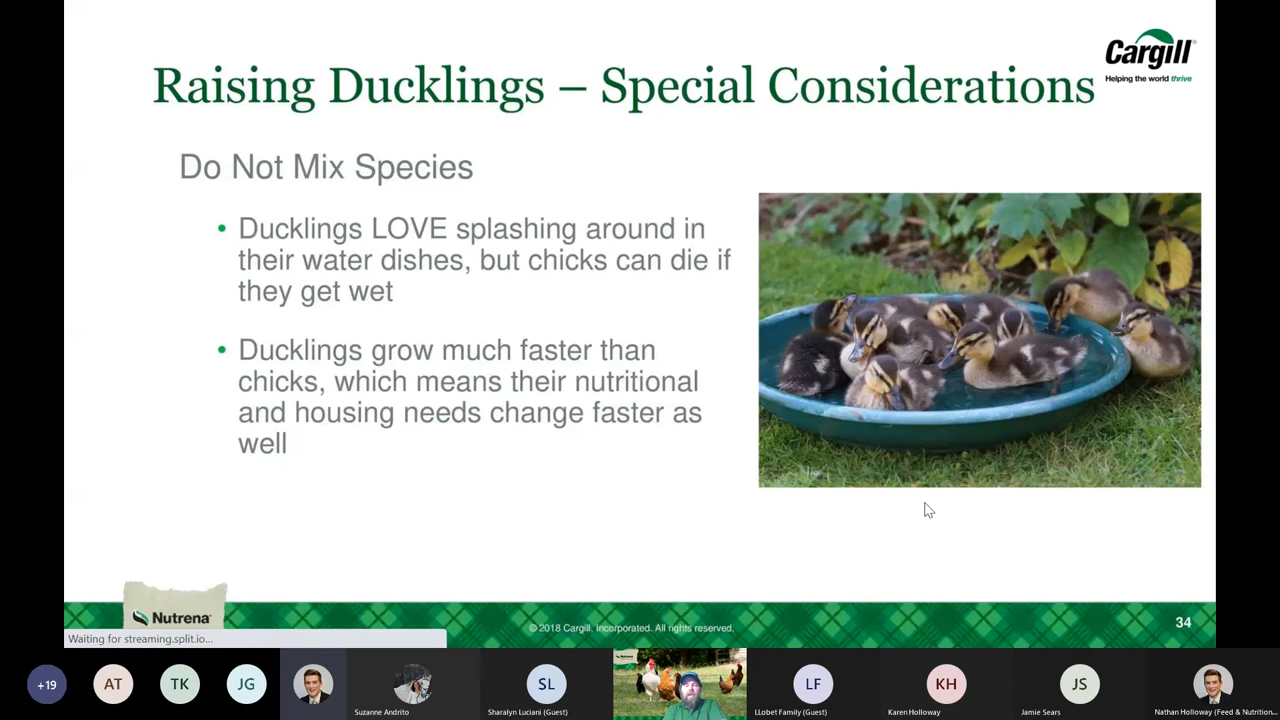 Cargill®
Helping the world thrive
Raising Ducklings – Special Considerations
Do Not Mix Species
• Ducklings LOVE splashing around in
their water dishes, but chicks can die if
they get wet
• Ducklings grow much faster than
chicks, which means their nutritional
and housing needs change faster as
well
Nutrena
© 2018 Cargill, Incorporated. All rights reserved.
34
Waiting for streaming.split.io...
+19
AT
TK
JG
Suzanne Andrito
SL
Sharalyn Luciani (Guest)
Nutrena
LF
LLobet Family (Guest)
KH
Karen Holloway
JS
Jamie Sears
Nathan Holloway (Feed & Nutrition...